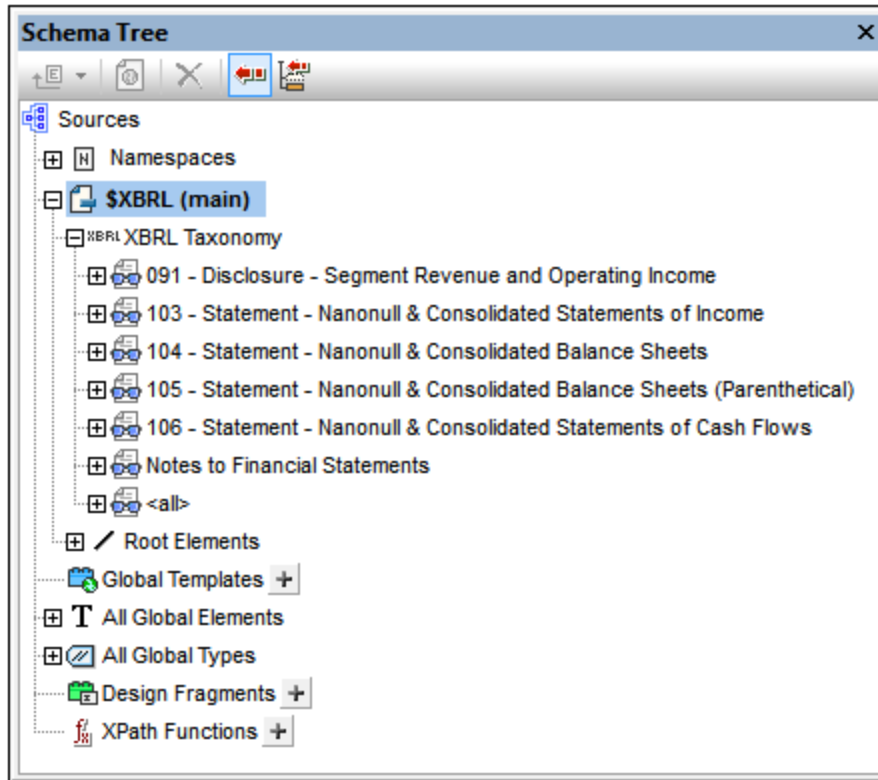 Schema Tree
Sources
Namespaces
$XBRL (main)
XBRL XBRL Taxonomy
091 - Disclosure - Segment Revenue and Operating Income
103 - Statement - Nanonull & Consolidated Statements of Income
104 - Statement - Nanonull & Consolidated Balance Sheets
105 - Statement - Nanonull & Consolidated Balance Sheets (Parenthetical)
106 - Statement - Nanonull & Consolidated Statements of Cash Flows
Notes to Financial Statements
<all>
Root Elements
Global Templates
T All Global Elements
All Global Types
Design Fragments
XPath Functions